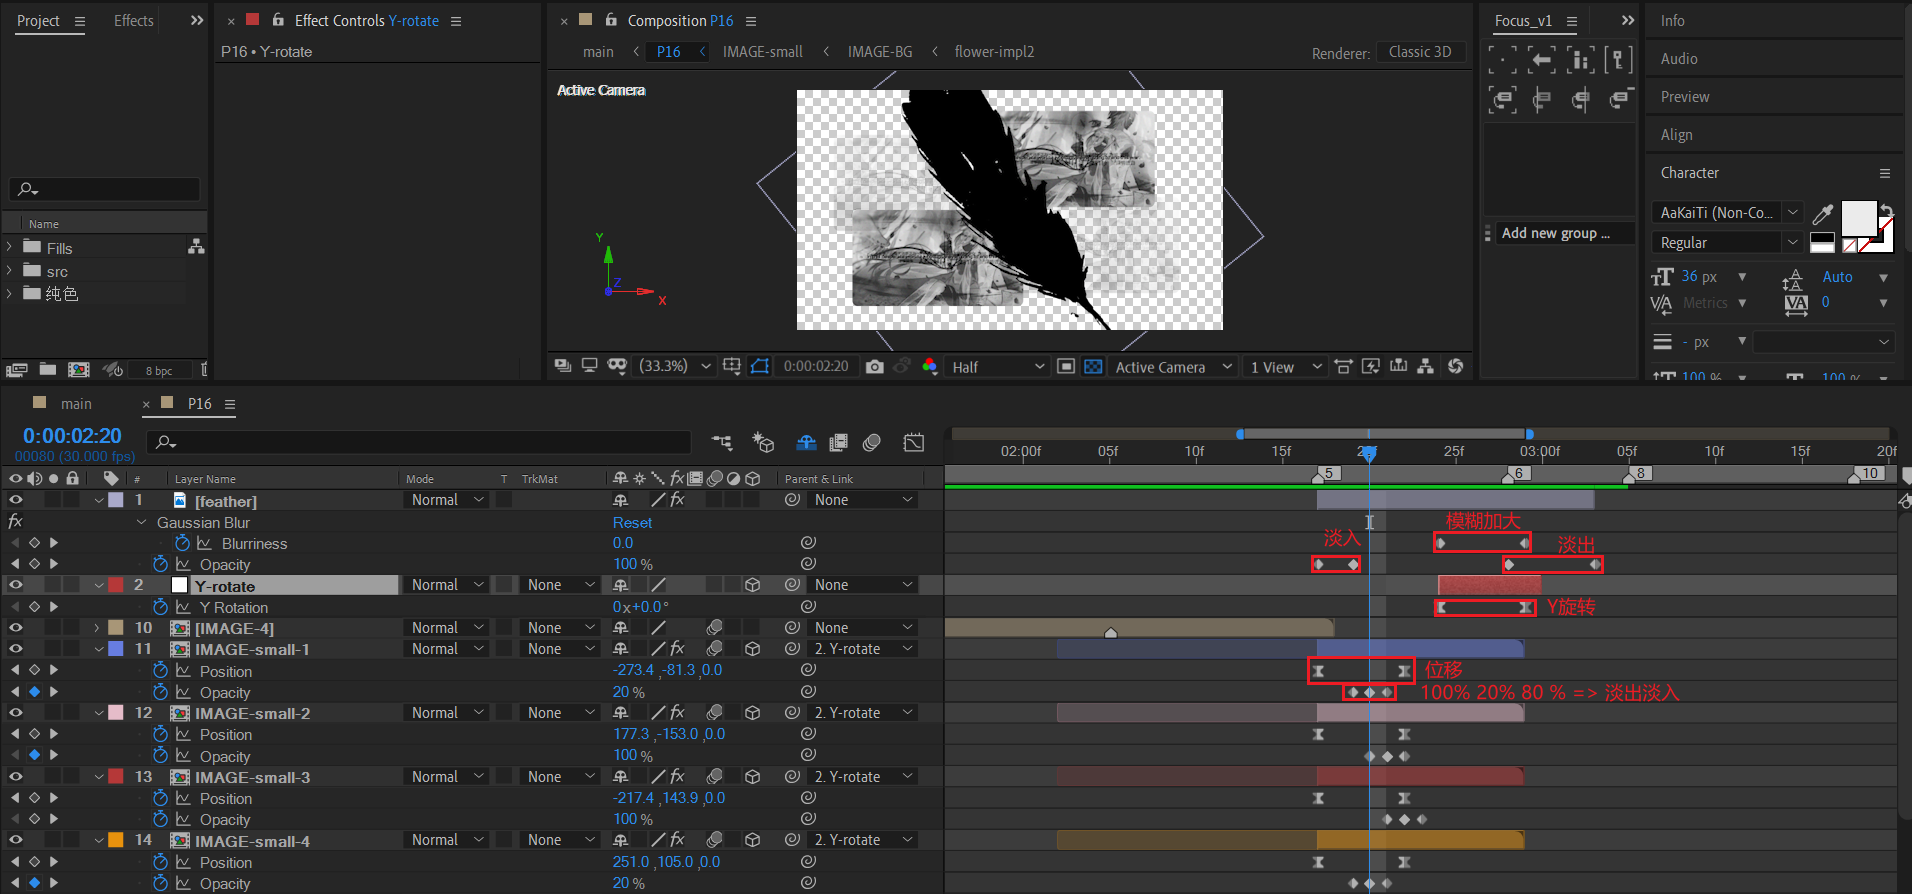 Project
Effects
Effect Controls Y-rotate
Composition P16
Focus_v1
Info
P16 • Y-rotate
main P16 IMAGE-small IMAGE-BG flower-impl2
Renderer: Classic 3D
Audio
Active Camera
Preview
Align
Character
Name
Fills
src
纯色
Y
Z
X
Add new group ...
AaKaiTi (Non-Co...
Regular
36 px
Auto
Metrics
0
- px
100 %
100 %
8 bpc
(33.3%)
0:00:02:20
Half
Active Camera
1 View
main
P16
0:00:02:20
00080 (30.000 fps)
02:00f 05f 10f 15f 20f 25f 03:00f 05f 10f 15f 20f
# Layer Name Mode T TrkMat Parent & Link
5 6 8 10
1 [feather] Normal None
fx Gaussian Blur Reset
模糊加大
Blurriness 0.0
淡入
淡出
Opacity 100 %
2 Y-rotate Normal None None
Y Rotation 0x+0.0°
Y旋转
10 [IMAGE-4] Normal None None
11 IMAGE-small-1 Normal None 2. Y-rotate
Position -273.4 ,-81.3,0.0
位移
Opacity 20 %
100% 20% 80 % => 淡出淡入
12 IMAGE-small-2 Normal None 2. Y-rotate
Position 177.3 ,-153.0 ,0.0
Opacity 100 %
13 IMAGE-small-3 Normal None 2. Y-rotate
Position -217.4 ,143.9 ,0.0
Opacity 100 %
14 IMAGE-small-4 Normal None 2. Y-rotate
Position 251.0 ,105.0 ,0.0
Opacity 20 %